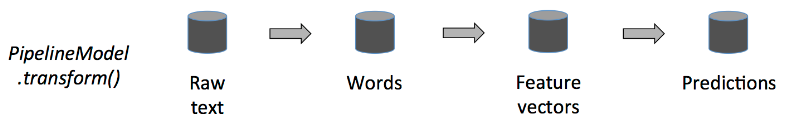 PipelineModel
.transform()
Raw
text
Words
Feature
vectors
Predictions